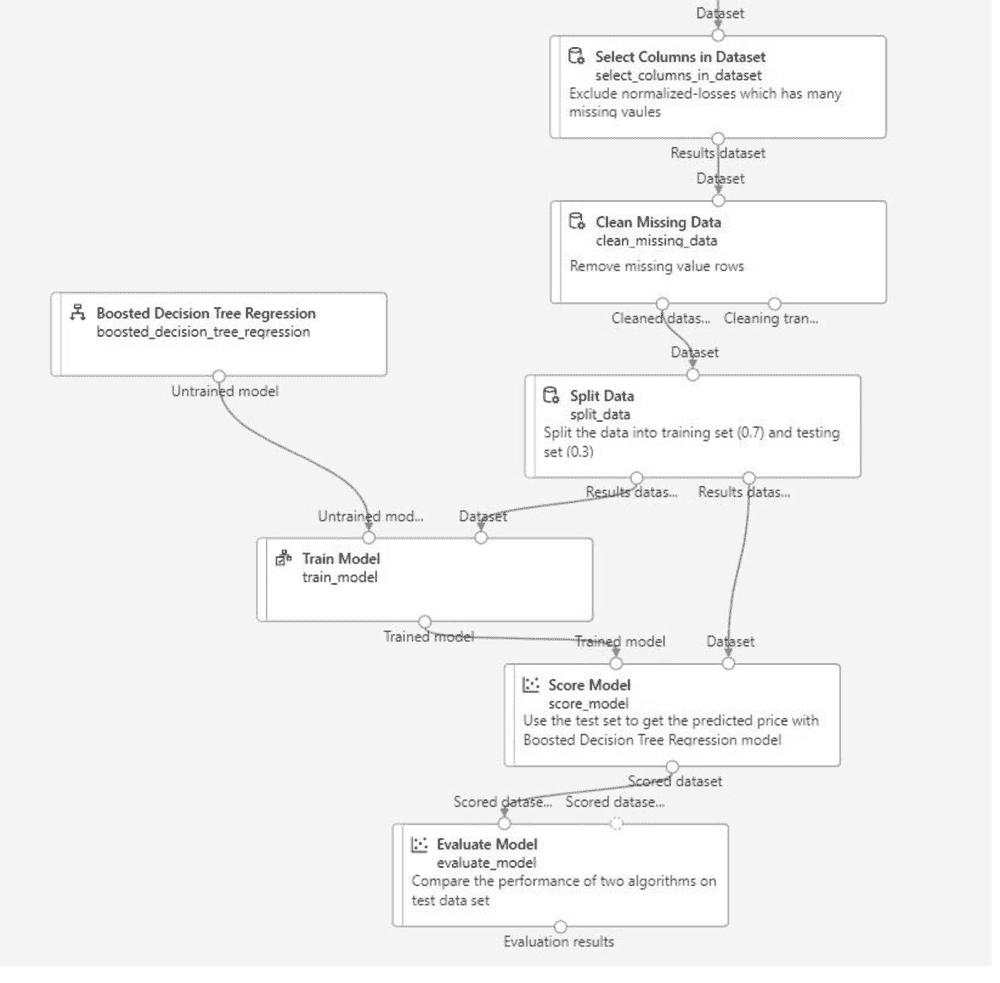 Dataset
Select Columns in Dataset
select_columns_in_dataset
Exclude normalized-losses which has many
missing vaules
Results dataset
Dataset
Clean Missing Data
clean_missing_data
Remove missing value rows
Cleaned datas... Cleaning tran...
Boosted Decision Tree Regression
boosted_decision_tree_regression
Untrained model
Dataset
Split Data
split_data
Split the data into training set (0.7) and testing
set (0.3)
Results datas... Results datas...
Untrained mod... Dataset
Train Model
train_model
Trained model
Trained model Dataset
Score Model
score_model
Use the test set to get the predicted price with
Boosted Decision Tree Regression model
Scored dataset
Scored datase... Scored datase...
Evaluate Model
evaluate_model
Compare the performance of two algorithms on
test data set
Evaluation results